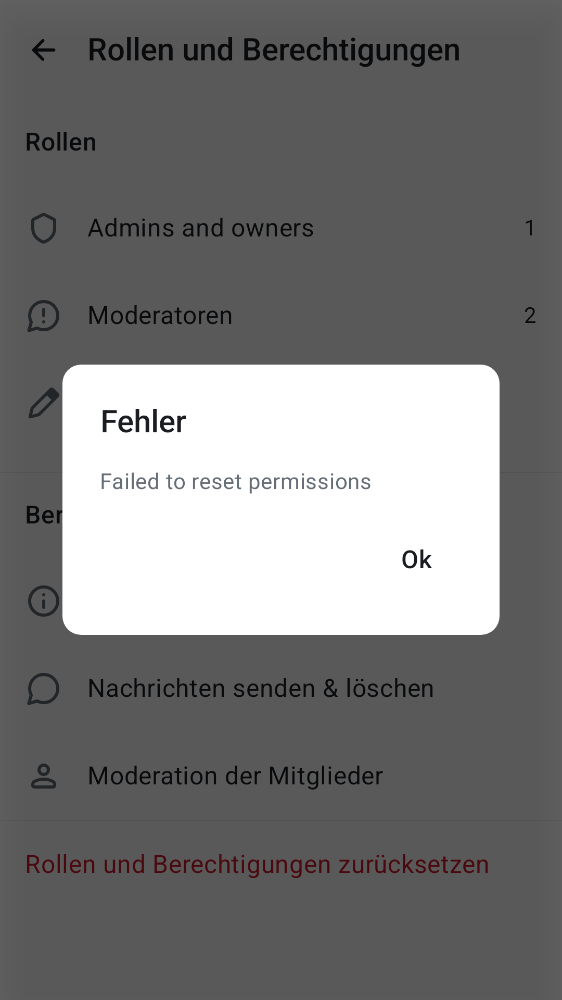 Rollen und Berechtigungen
Rollen
Admins and owners 1
Moderatoren 2
Fehler
Failed to reset permissions
Ber
Ok
Nachrichten senden & löschen
Moderation der Mitglieder
Rollen und Berechtigungen zurücksetzen